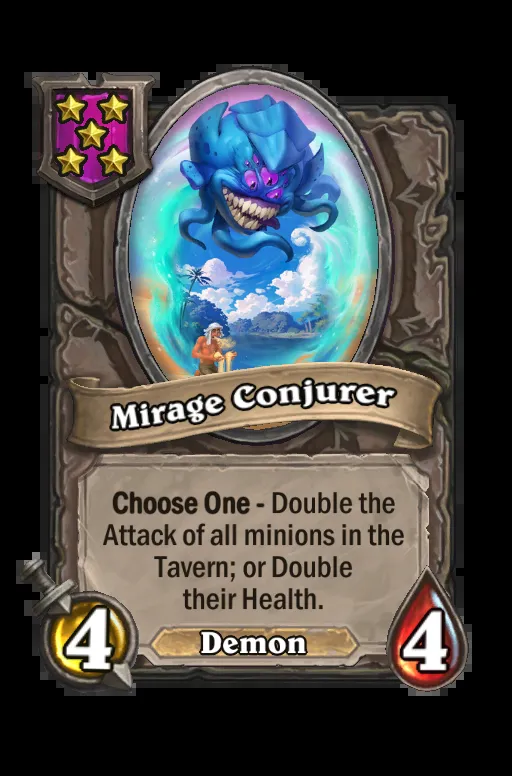 Mirage Conjurer
Choose One - Double the
Attack of all minions in the
Tavern; or Double
their Health.
4
Demon
4